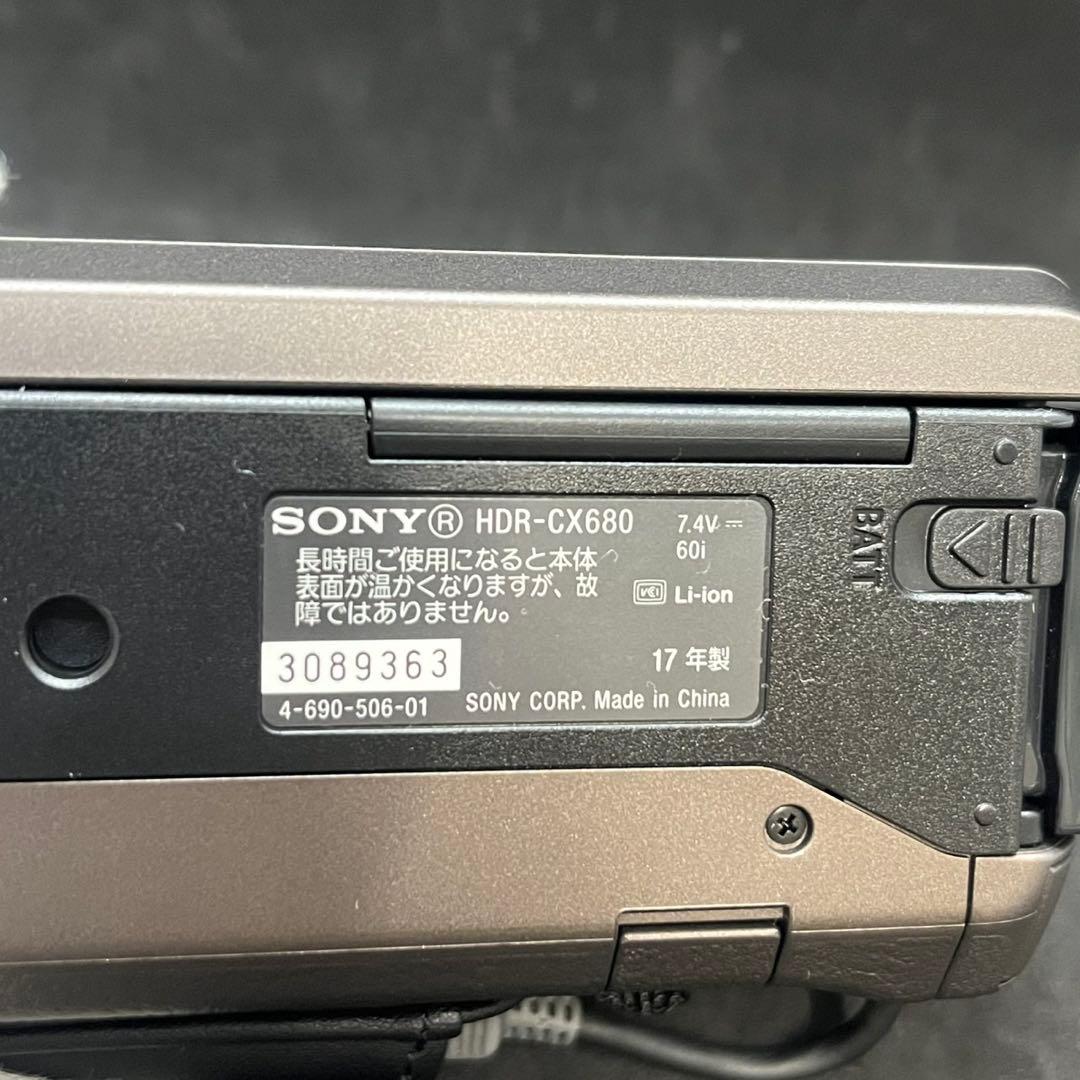 SONY® HDR-CX680
7.4V ⎓
60i
長時間ご使用になると本体
表面が温かくなりますが、故
障ではありません。
VCCI Li-ion
3089363
17 年製
4-690-506-01
SONY CORP. Made in China
BATT